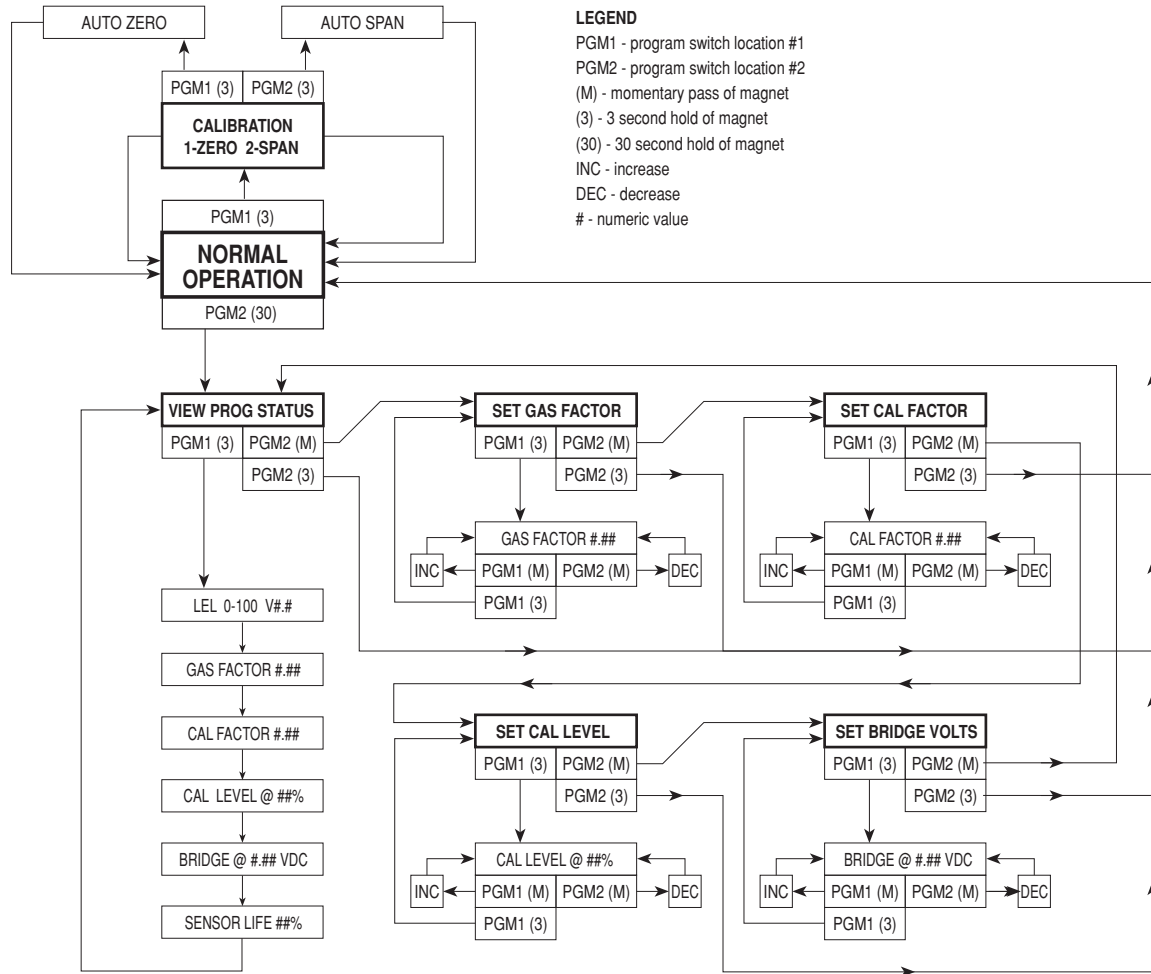 AUTO ZERO
AUTO SPAN
PGM1 (3)
PGM2 (3)
CALIBRATION
1-ZERO 2-SPAN
PGM1 (3)
NORMAL
OPERATION
PGM2 (30)
LEGEND
PGM1 - program switch location #1
PGM2 - program switch location #2
(M) - momentary pass of magnet
(3) - 3 second hold of magnet
(30) - 30 second hold of magnet
INC - increase
DEC - decrease
# - numeric value
VIEW PROG STATUS
PGM1 (3)
PGM2 (M)
PGM2 (3)
LEL 0-100 V#.#
GAS FACTOR #.##
CAL FACTOR #.##
CAL LEVEL @ ##%
BRIDGE @ #.## VDC
SENSOR LIFE ##%
SET GAS FACTOR
PGM1 (3)
PGM2 (M)
PGM2 (3)
GAS FACTOR #.##
INC
PGM1 (M)
PGM2 (M)
DEC
PGM1 (3)
SET CAL FACTOR
PGM1 (3)
PGM2 (M)
PGM2 (3)
CAL FACTOR #.##
INC
PGM1 (M)
PGM2 (M)
DEC
PGM1 (3)
SET CAL LEVEL
PGM1 (3)
PGM2 (M)
PGM2 (3)
CAL LEVEL @ ##%
INC
PGM1 (M)
PGM2 (M)
DEC
PGM1 (3)
SET BRIDGE VOLTS
PGM1 (3)
PGM2 (M)
PGM2 (3)
BRIDGE @ #.## VDC
INC
PGM1 (M)
PGM2 (M)
DEC
PGM1 (3)